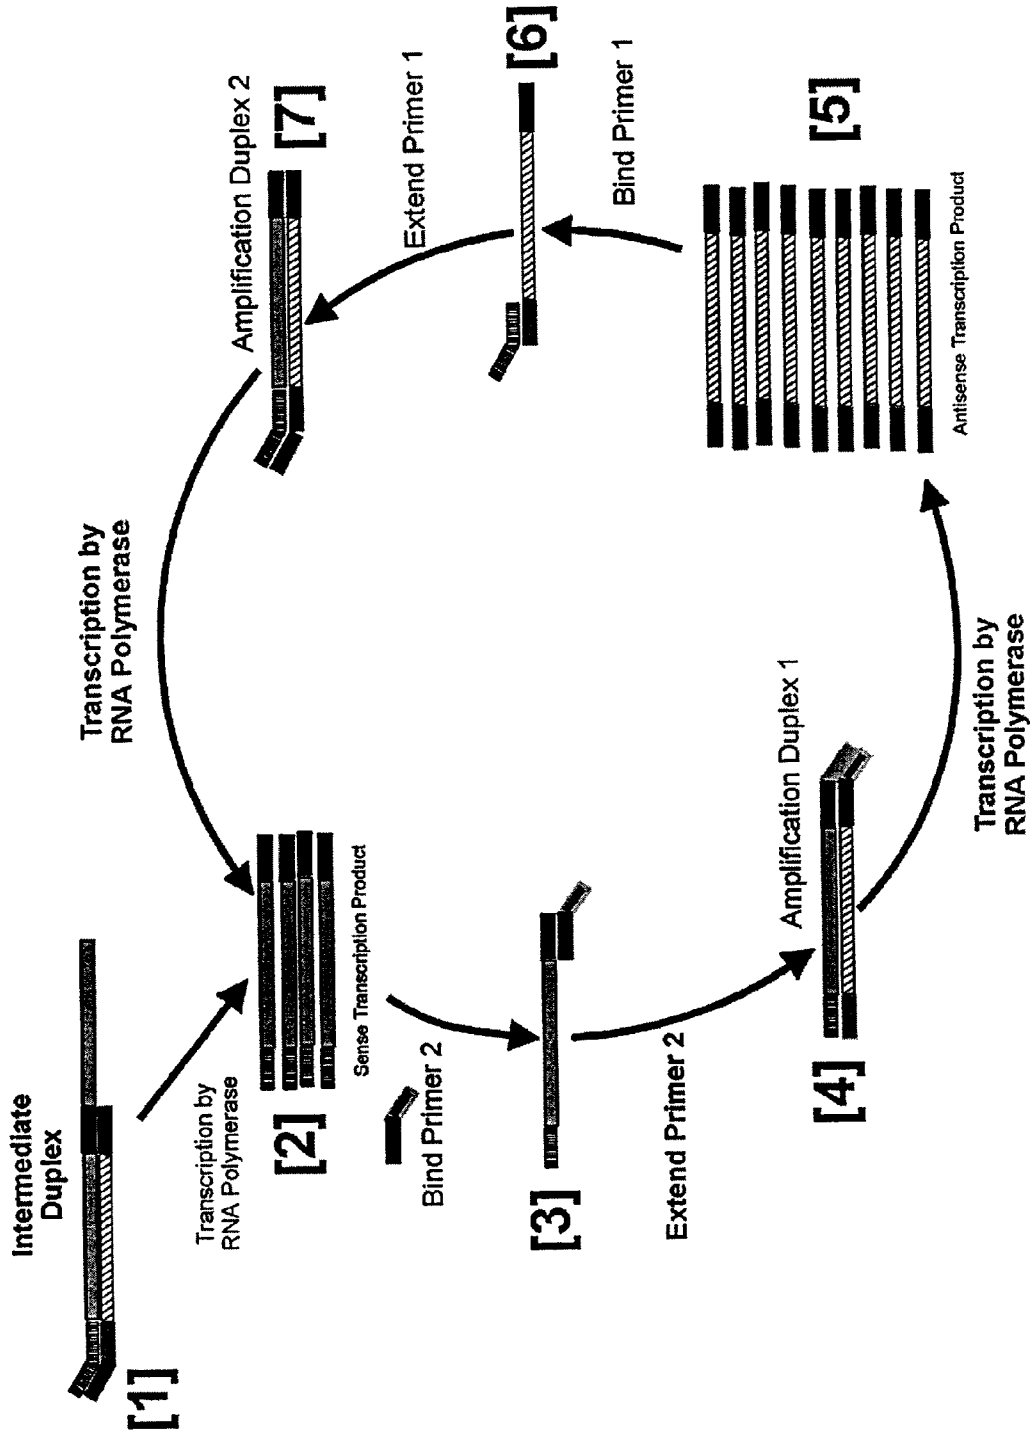 Intermediate
Duplex
[1]
Transcription by
RNA Polymerase
[2]
Sense Transcription Product
Bind Primer 2
[3]
Extend Primer 2
[4]
Amplification Duplex 1
Transcription by
RNA Polymerase
[5]
Antisense Transcription Product
Bind Primer 1
[6]
Extend Primer 1
Amplification Duplex 2
[7]
Transcription by
RNA Polymerase